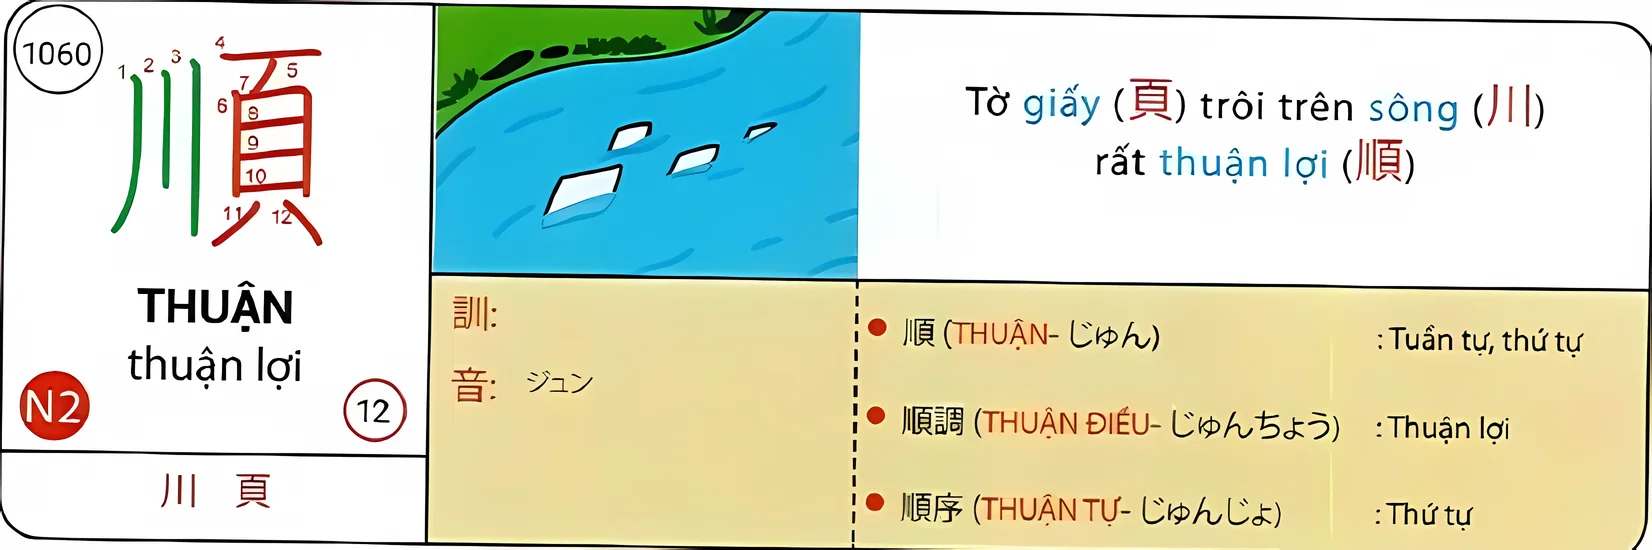 1060
順
1 2 3 4 5 6 7 8 9 10 11 12
THUẬN
thuận lợi
N2
12
川 頁
Tờ giấy (頁) trôi trên sông (川)
rất thuận lợi (順)
訓:
音: ジュン
順 (THUẬN- じゅん) : Tuần tự, thứ tự
順調 (THUẬN ĐIỀU- じゅんちょう) : Thuận lợi
順序 (THUẬN TỰ- じゅんじょ) : Thứ tự